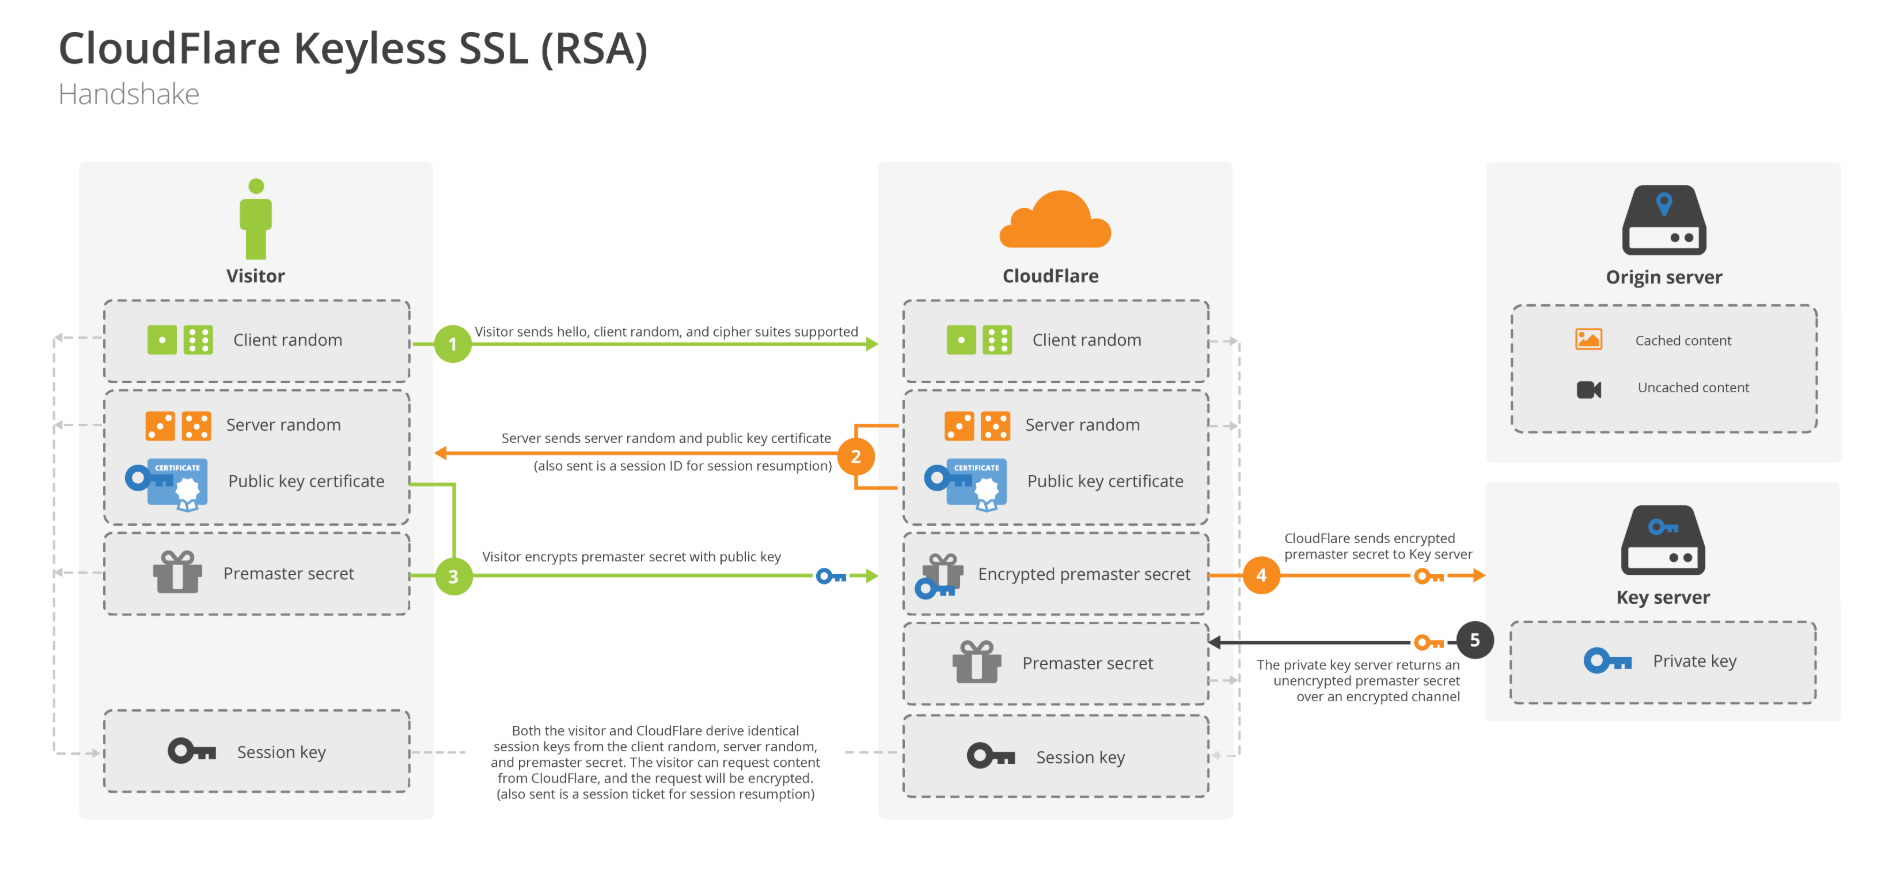 CloudFlare Keyless SSL (RSA)
Handshake
Visitor
Client random
Server random
CERTIFICATE
Public key certificate
Premaster secret
Session key
1
Visitor sends hello, client random, and cipher suites supported
Server sends server random and public key certificate
(also sent is a session ID for session resumption)
2
3
Visitor encrypts premaster secret with public key
Both the visitor and CloudFlare derive identical
session keys from the client random, server random,
and premaster secret. The visitor can request content
from CloudFlare, and the request will be encrypted.
(also sent is a session ticket for session resumption)
CloudFlare
Client random
Server random
CERTIFICATE
Public key certificate
Encrypted premaster secret
Premaster secret
Session key
CloudFlare sends encrypted
premaster secret to Key server
4
5
The private key server returns an
unencrypted premaster secret
over an encrypted channel
Origin server
Cached content
Uncached content
Key server
Private key